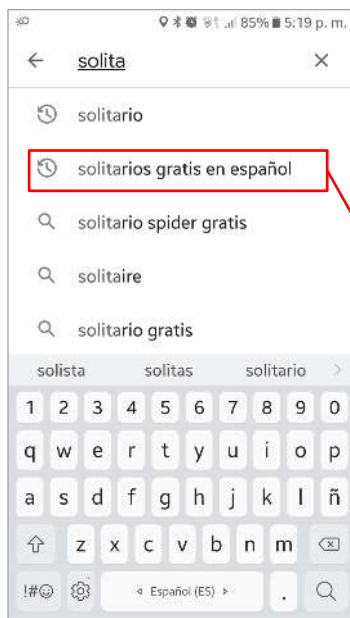 85% 5:19 p. m.
solita
solitario
solitarios gratis en español
solitario spider gratis
solitaire
solitario gratis
solista solitas solitario
1 2 3 4 5 6 7 8 9 0
q w e r t y u i o p
a s d f g h j k l ñ
z x c v b n m
!#☺ Español (ES) .